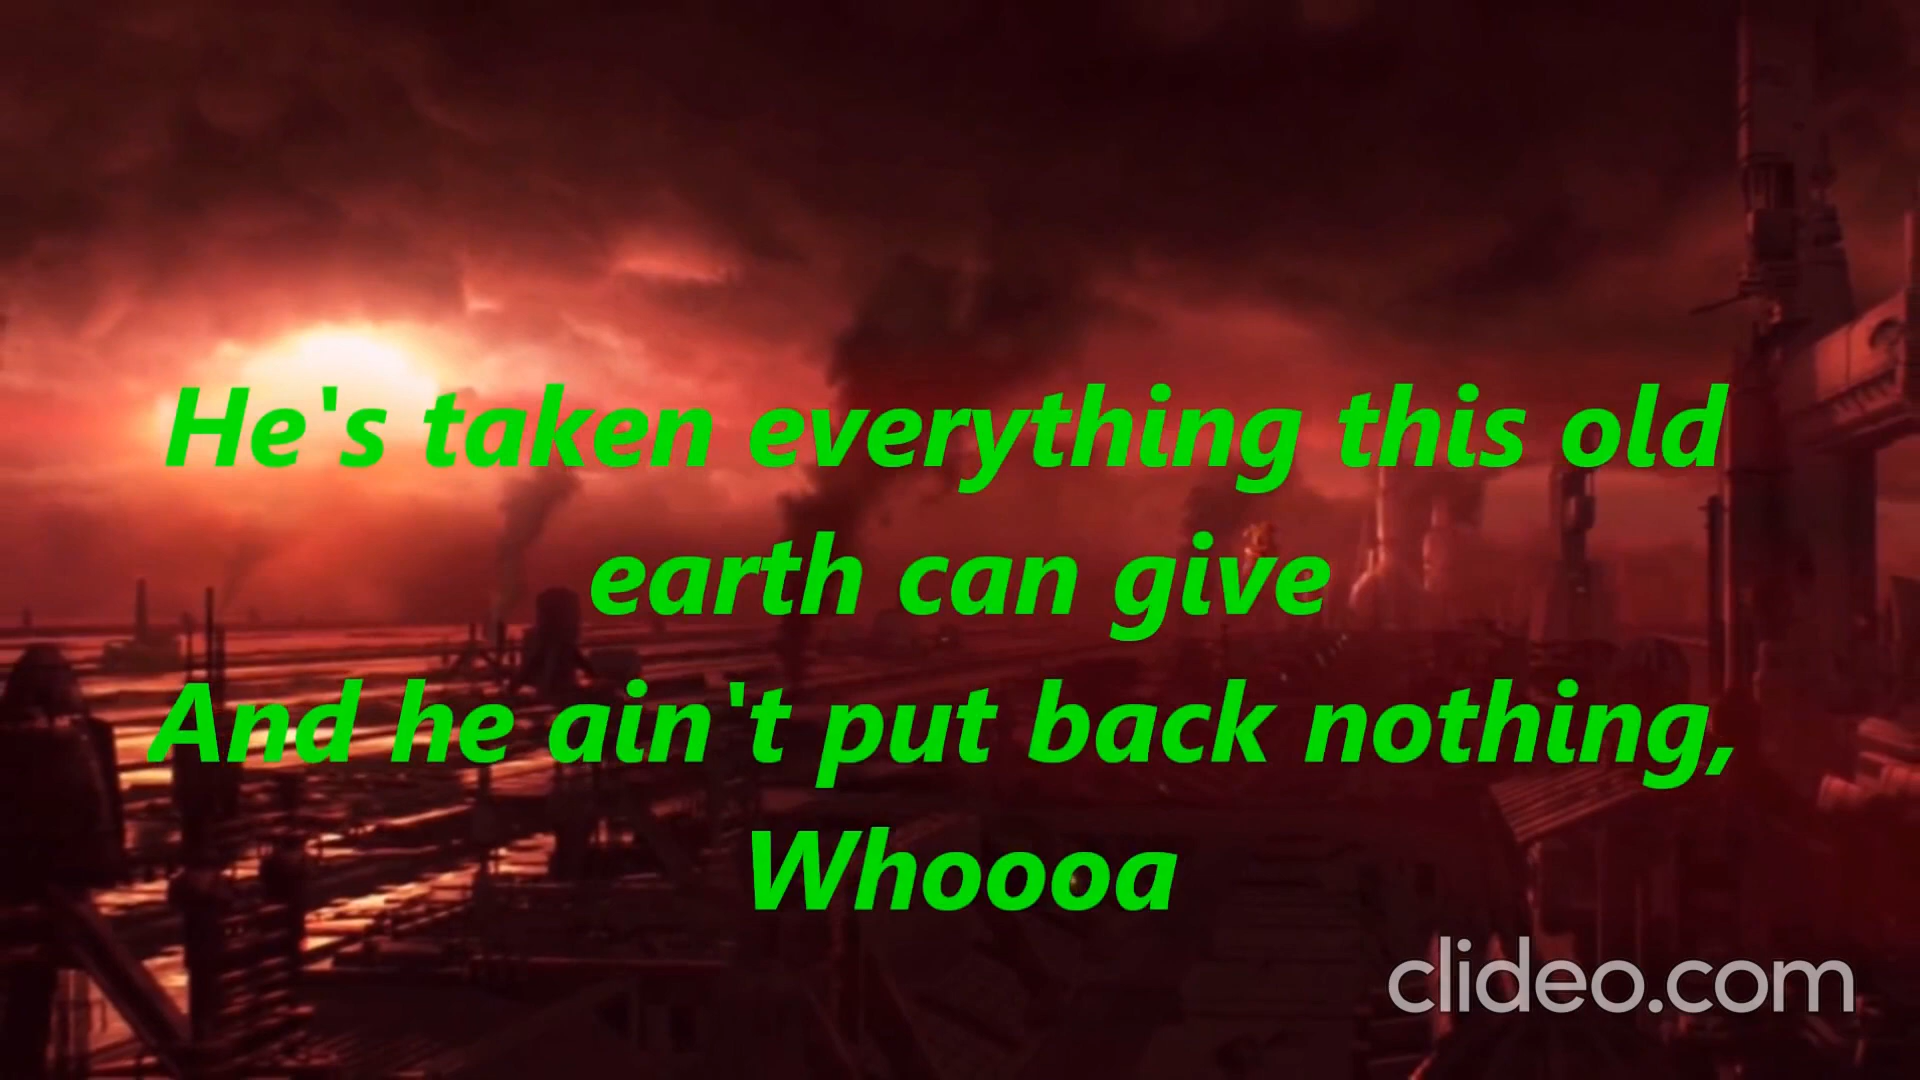 He's taken everything this old
earth can give
And he ain't put back nothing,
Whoooa
clideo.com